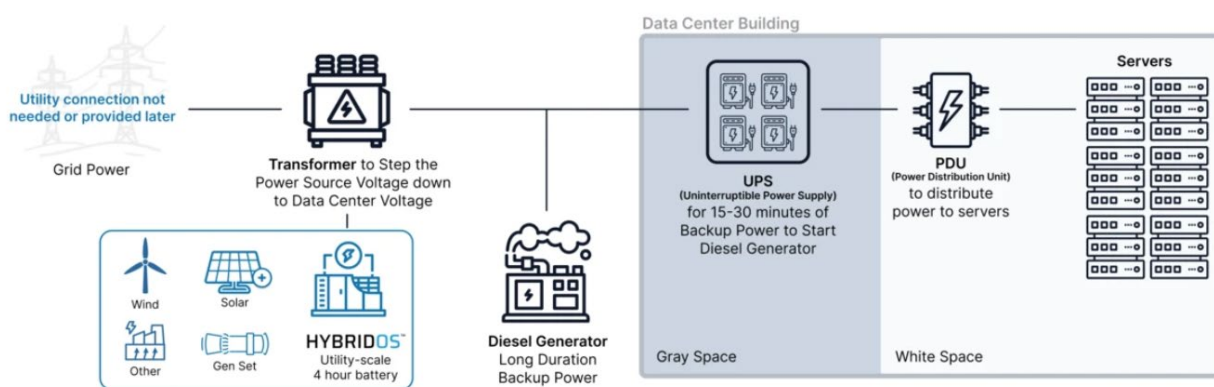 Data Center Building
Utility connection not
needed or provided later
Grid Power
Transformer to Step the
Power Source Voltage down
to Data Center Voltage
Wind
Solar
Other
Gen Set
HYBRIDOS™
Utility-scale
4 hour battery
Diesel Generator
Long Duration
Backup Power
UPS
(Uninterruptible Power Supply)
for 15-30 minutes of
Backup Power to Start
Diesel Generator
Gray Space
PDU
(Power Distribution Unit)
to distribute
power to servers
White Space
Servers